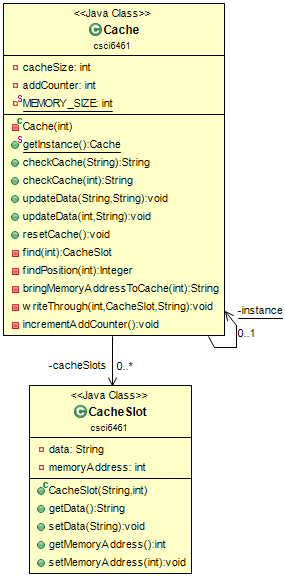 <<Java Class>>
Cache
csci6461
cacheSize: int
addCounter: int
MEMORY_SIZE: int
Cache(int)
getInstance():Cache
checkCache(String):String
checkCache(int):String
updateData(String,String):void
updateData(int,String):void
resetCache():void
find(int):CacheSlot
findPosition(int):Integer
bringMemoryAddressToCache(int):String
writeThrough(int,CacheSlot,String):void
incrementAddCounter():void
-instance
0..1
-cacheSlots 0..*
<<Java Class>>
CacheSlot
csci6461
data: String
memoryAddress: int
CacheSlot(String,int)
getData():String
setData(String):void
getMemoryAddress():int
setMemoryAddress(int):void